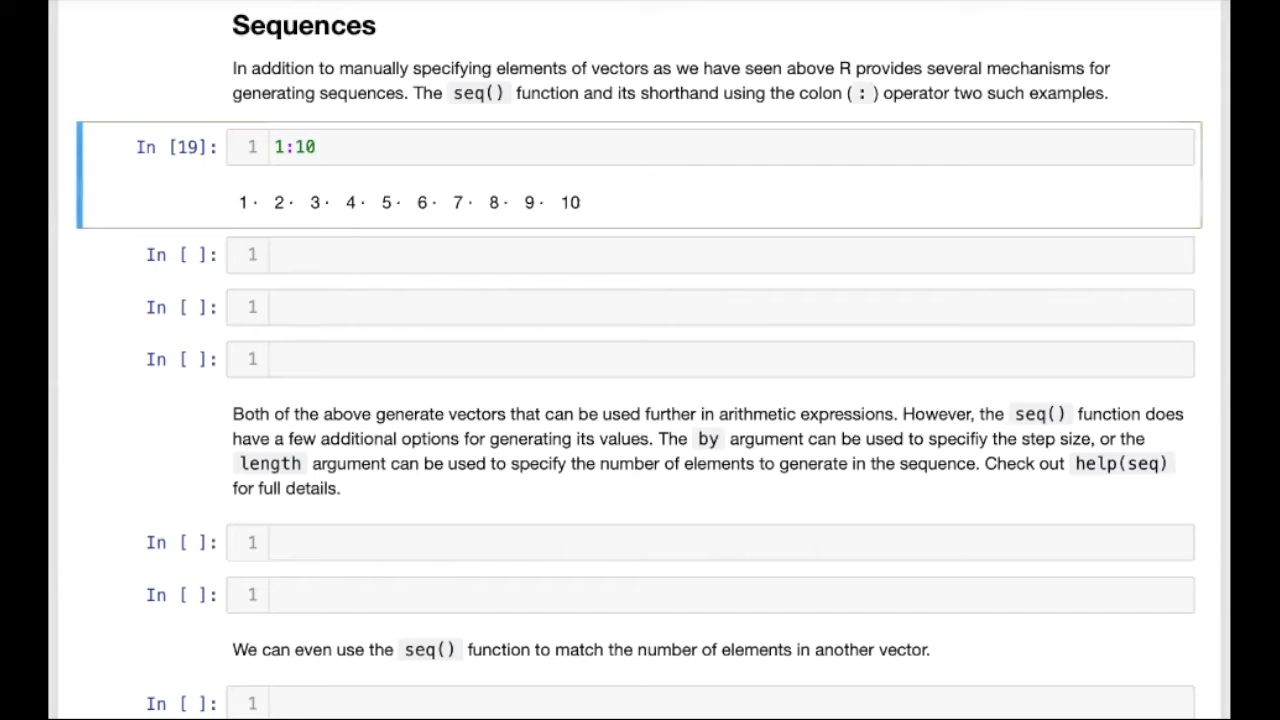 Sequences
In addition to manually specifying elements of vectors as we have seen above R provides several mechanisms for
generating sequences. The seq() function and its shorthand using the colon ( : ) operator two such examples.
In [19]: 1 1:10
1· 2· 3· 4· 5· 6· 7· 8· 9· 10
In [ ]: 1
In [ ]: 1
In [ ]: 1
Both of the above generate vectors that can be used further in arithmetic expressions. However, the seq() function does
have a few additional options for generating its values. The by argument can be used to specifiy the step size, or the
length argument can be used to specify the number of elements to generate in the sequence. Check out help(seq)
for full details.
In [ ]: 1
In [ ]: 1
We can even use the seq() function to match the number of elements in another vector.
In [ ]: 1